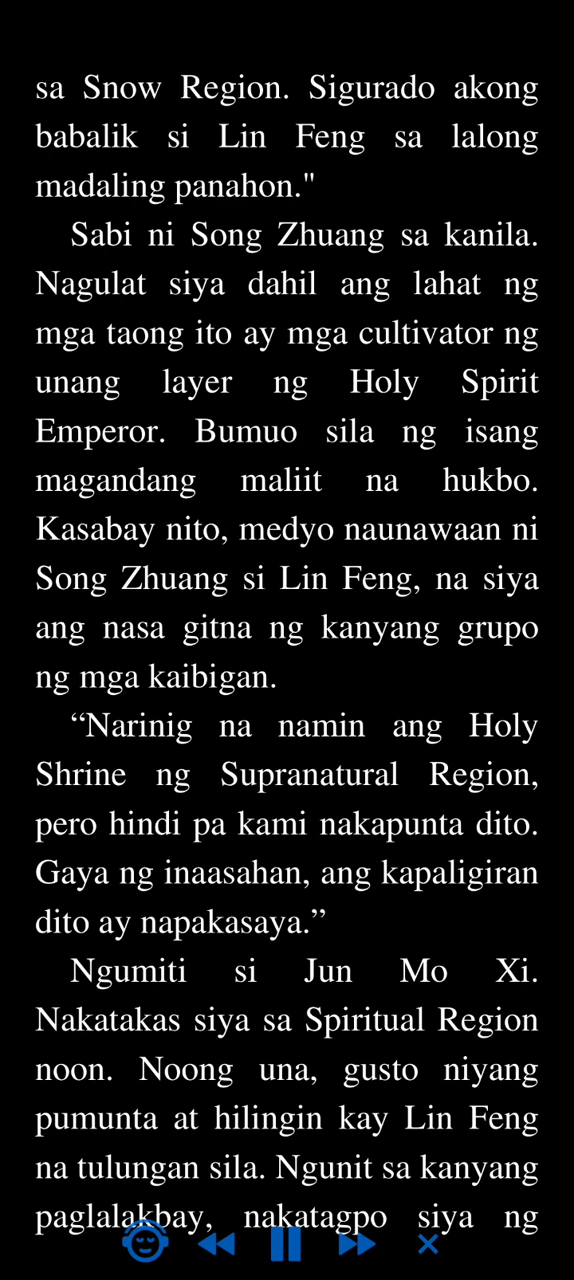 sa Snow Region. Sigurado akong
babalik si Lin Feng sa lalong
madaling panahon."
Sabi ni Song Zhuang sa kanila.
Nagulat siya dahil ang lahat ng
mga taong ito ay mga cultivator ng
unang layer ng Holy Spirit
Emperor. Bumuo sila ng isang
magandang maliit na hukbo.
Kasabay nito, medyo naunawaan ni
Song Zhuang si Lin Feng, na siya
ang nasa gitna ng kanyang grupo
ng mga kaibigan.
“Narinig na namin ang Holy
Shrine ng Supranatural Region,
pero hindi pa kami nakapunta dito.
Gaya ng inaasahan, ang kapaligiran
dito ay napakasaya.”
Ngumiti si Jun Mo Xi.
Nakatakas siya sa Spiritual Region
noon. Noong una, gusto niyang
pumunta at hilingin kay Lin Feng
na tulungan sila. Ngunit sa kanyang
paglalakbay, nakatagpo siya ng